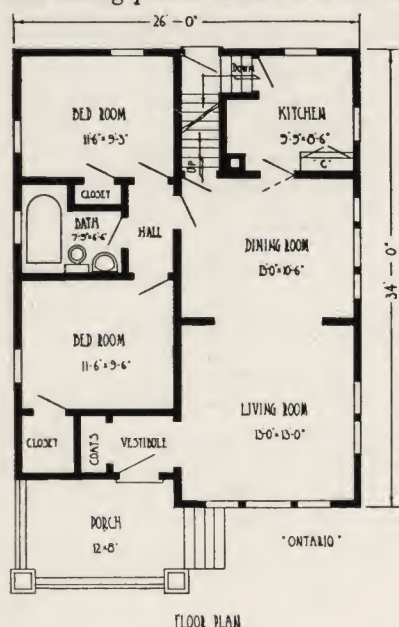 26'-0"
DOWN
BED ROOM
11'-6" × 9'-3"
KITCHEN
9'-9" × 8'-6"
UP
C
CLOSET
BATH
7'-9" × 6'-6"
HALL
DINING ROOM
13'-0" × 10'-6"
34'-0"
BED ROOM
11'-6" × 9'-6"
LIVING ROOM
13'-0" × 13'-0"
CLOSET
COATS
VESTIBULE
PORCH
12' × 8'
"ONTARIO"
FLOOR PLAN